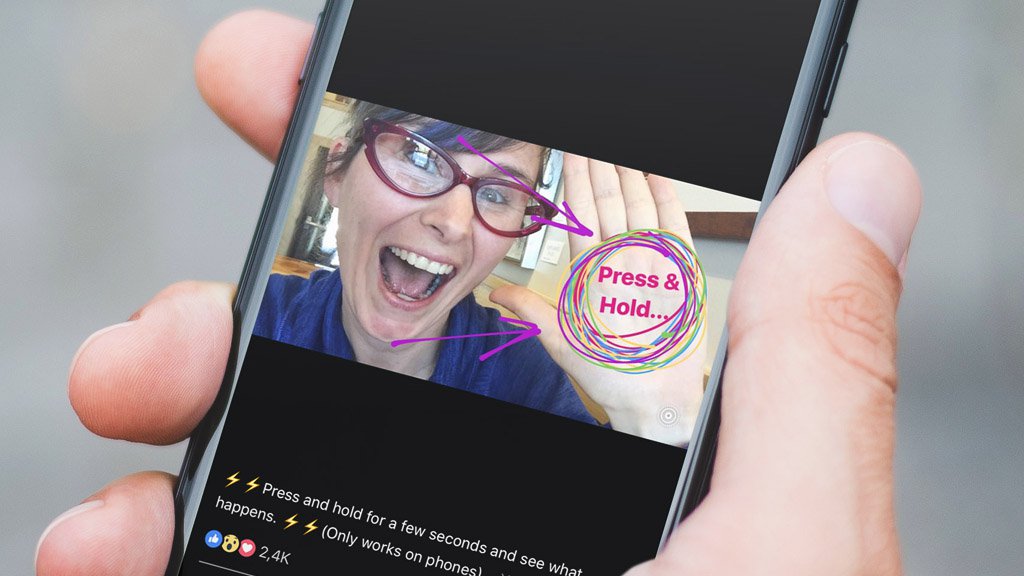 Press &
Hold...
⚡⚡Press and hold for a few seconds and see what
happens. ⚡⚡(Only works on phones)
2,4K